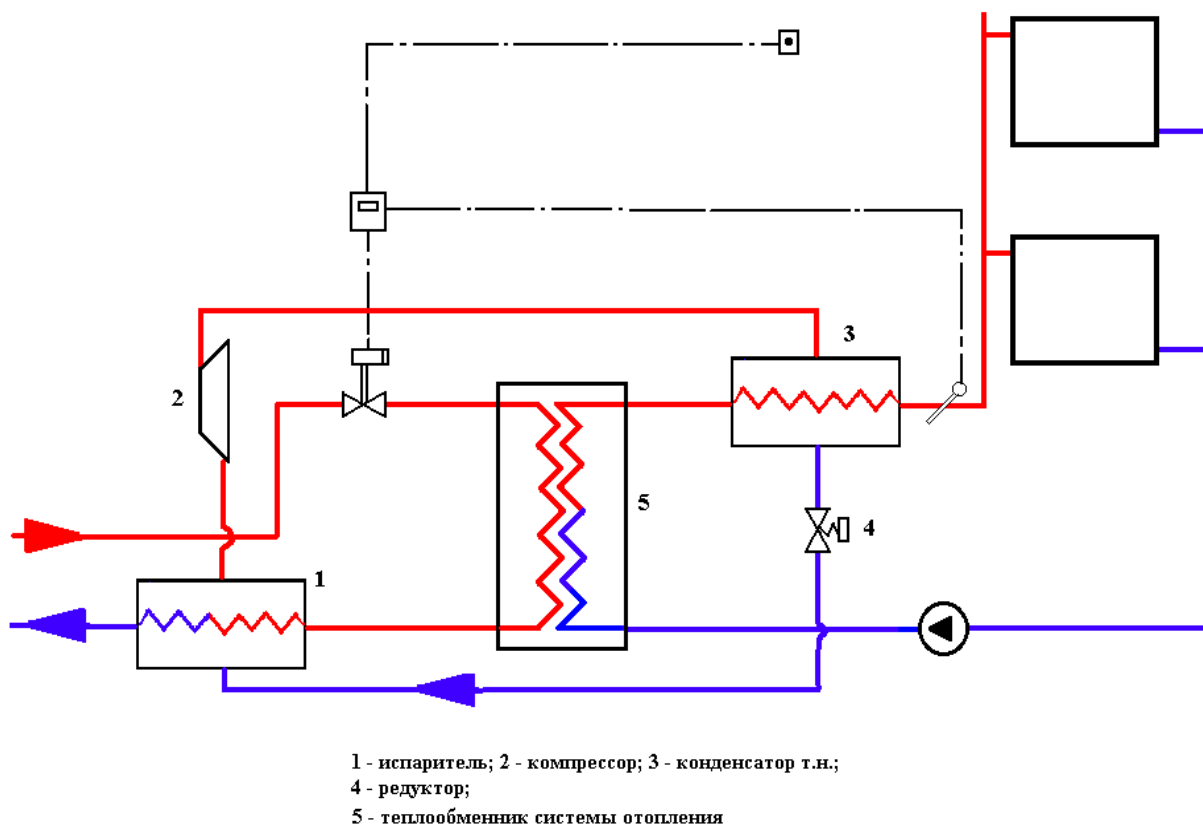 3
2
5
4
1
1 - испаритель; 2 - компрессор; 3 - конденсатор т.н.;
4 - редуктор;
5 - теплообменник системы отопления